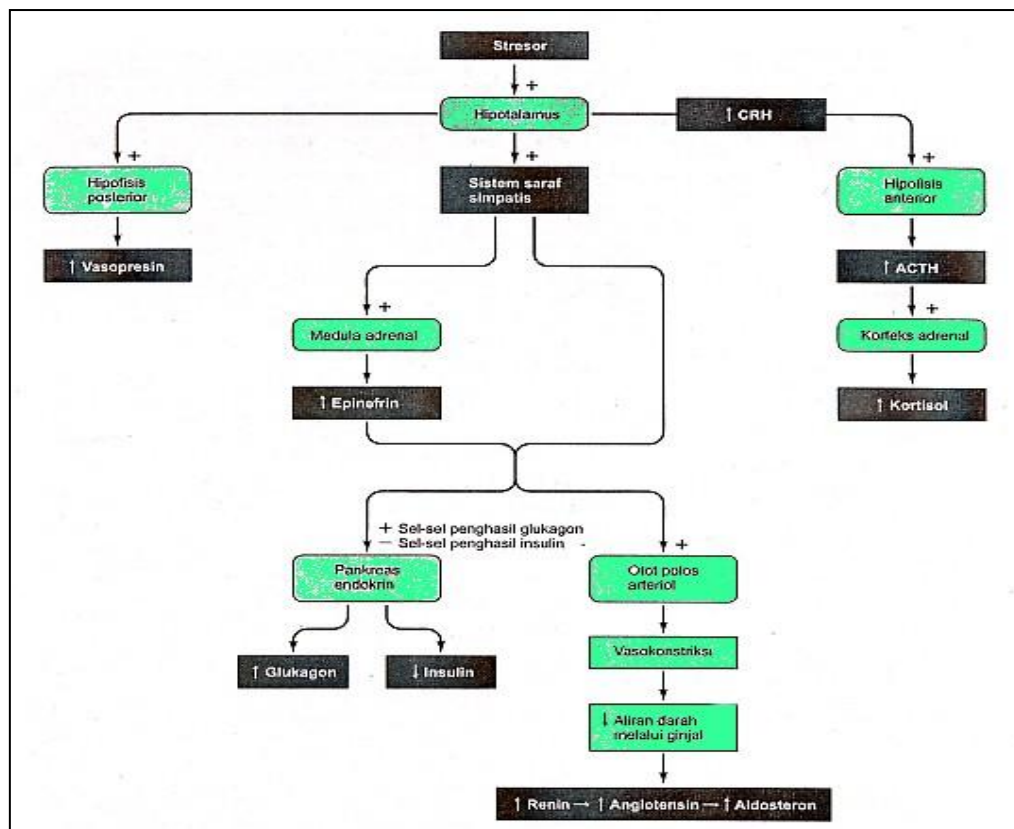 Stresor
+
Hipotalamus
↑ CRH
+
+
+
Hipofisis
posterior
Sistem saraf
simpatis
Hipofisis
anterior
↑ Vasopresin
↑ ACTH
+
+
Medula adrenal
Korteks adrenal
↑ Epinefrin
↑ Kortisol
+ Sel-sel penghasil glukagon
− Sel-sel penghasil insulin
+
Pankreas
endokrin
Otot polos
arteriol
Vasokonstriksi
↑ Glukagon
↓ Insulin
↓ Aliran darah
melalui ginjal
↑ Renin → ↑ Angiotensin → ↑ Aldosteron